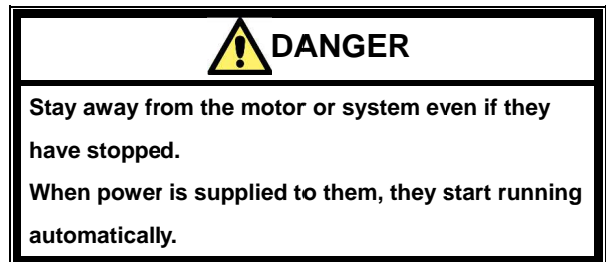 DANGER
Stay away from the motor or system even if they
have stopped.
When power is supplied to them, they start running
automatically.